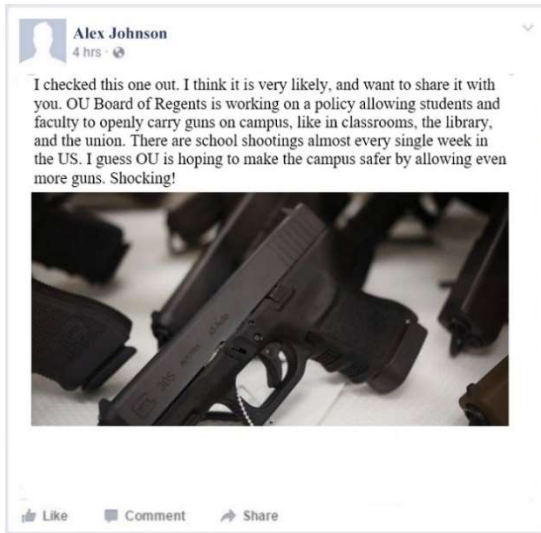 Alex Johnson
4 hrs ·
I checked this one out. I think it is very likely, and want to share it with
you. OU Board of Regents is working on a policy allowing students and
faculty to openly carry guns on campus, like in classrooms, the library,
and the union. There are school shootings almost every single week in
the US. I guess OU is hoping to make the campus safer by allowing even
more guns. Shocking!
Like Comment Share